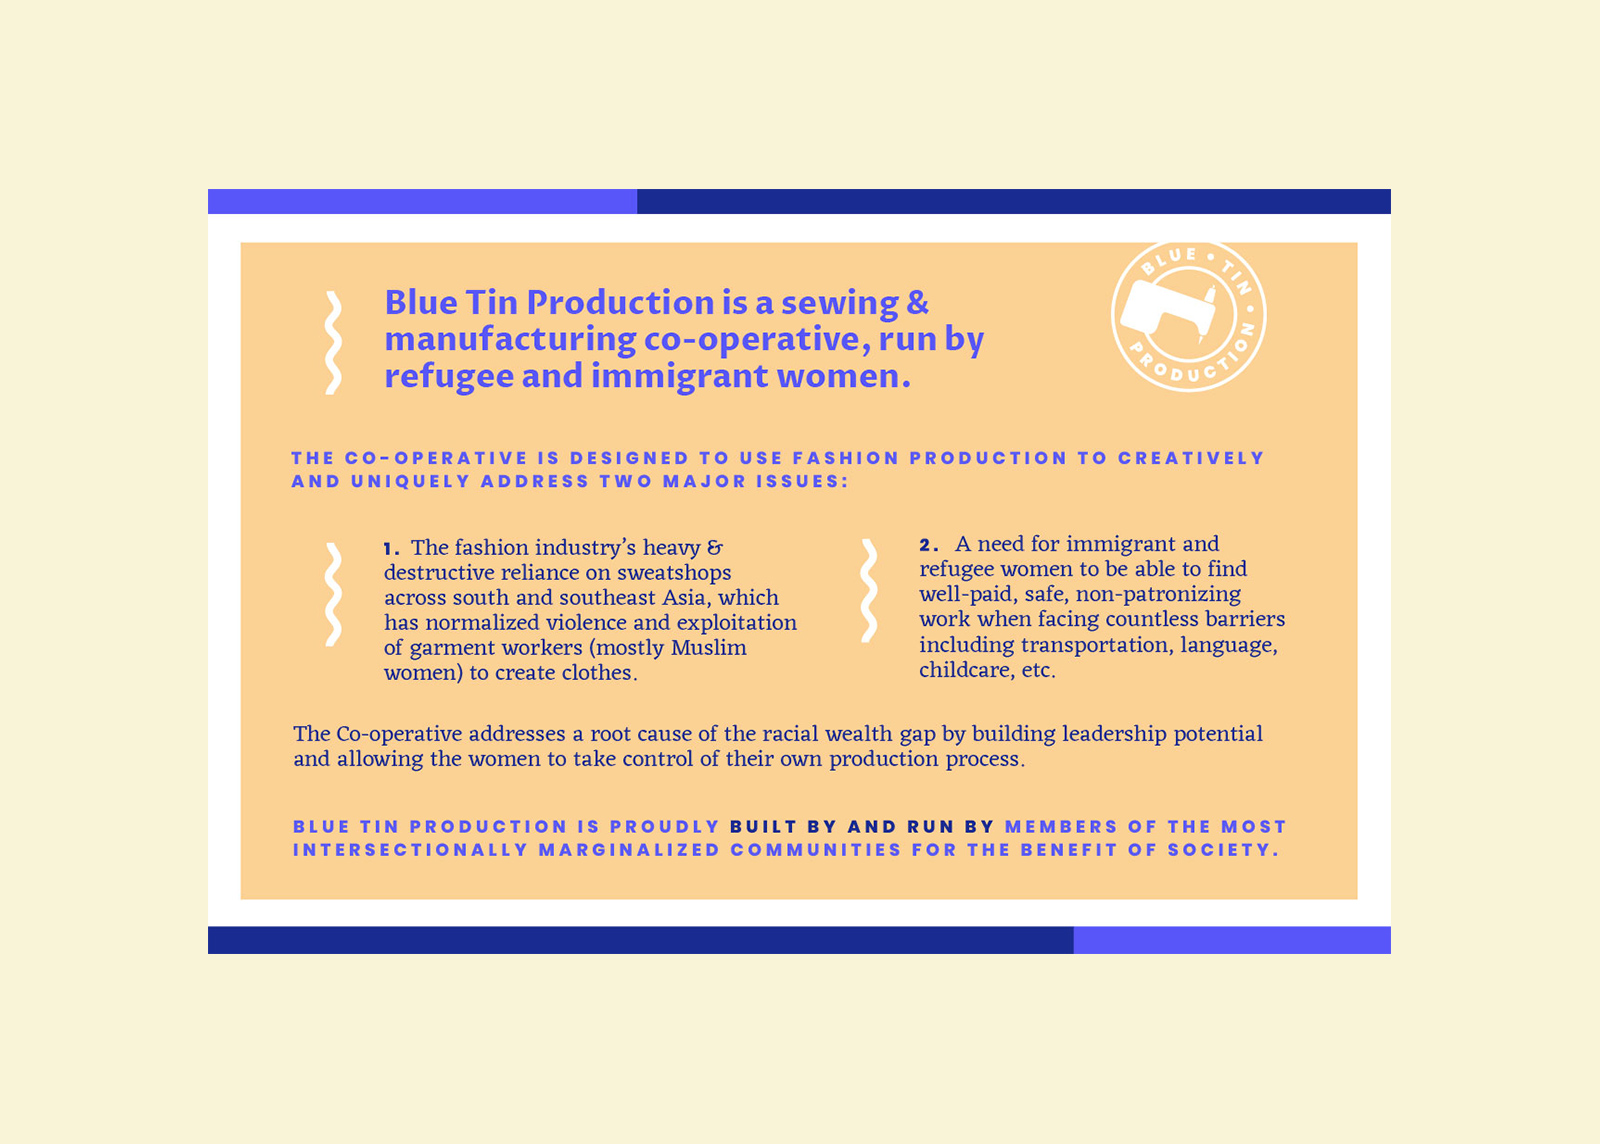 Blue Tin Production is a sewing &
manufacturing co-operative, run by
refugee and immigrant women.
BLUE • TIN •
PRODUCTION
THE CO-OPERATIVE IS DESIGNED TO USE FASHION PRODUCTION TO CREATIVELY
AND UNIQUELY ADDRESS TWO MAJOR ISSUES:
1. The fashion industry’s heavy &
destructive reliance on sweatshops
across south and southeast Asia, which
has normalized violence and exploitation
of garment workers (mostly Muslim
women) to create clothes.
2. A need for immigrant and
refugee women to be able to find
well-paid, safe, non-patronizing
work when facing countless barriers
including transportation, language,
childcare, etc.
The Co-operative addresses a root cause of the racial wealth gap by building leadership potential
and allowing the women to take control of their own production process.
BLUE TIN PRODUCTION IS PROUDLY BUILT BY AND RUN BY MEMBERS OF THE MOST
INTERSECTIONALLY MARGINALIZED COMMUNITIES FOR THE BENEFIT OF SOCIETY.